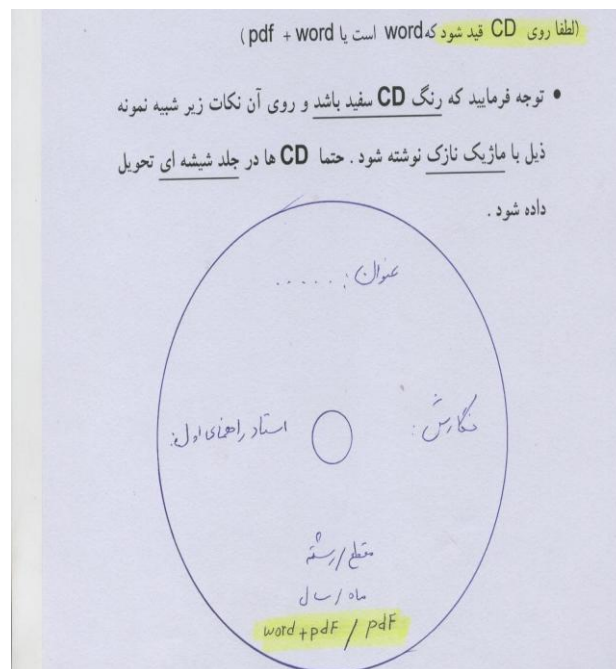 (لطفا روی CD قید شود که word است یا pdf + word )
• توجه فرمایید که رنگ CD سفید باشد و روی آن نکات زیر شبیه نمونه
ذیل با ماژیک نازک نوشته شود . حتما CD ها در جلد شیشه ای تحویل
داده شود .
عنوان : .....
نگارش :
استاد راهنمای اول :
مقطع / رشته
ماه / سال
word+pdf / pdf